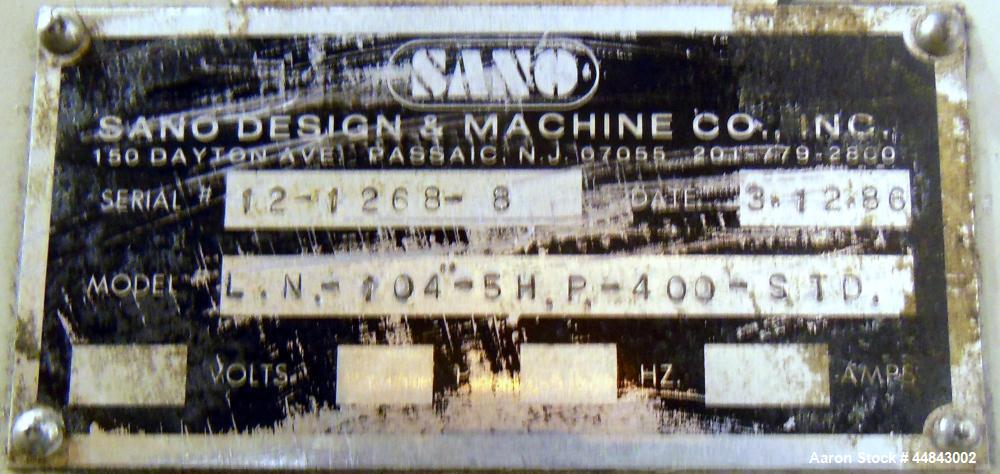 SANO
SANO DESIGN & MACHINE CO., INC.
150 DAYTON AVE. PASSAIC, N.J. 07055 201-779-2800
SERIAL # 12-1268-8 DATE 3-12-86
MODEL L.N.-104"-5H.P.-400-STD.
VOLTS HZ. AMPS
Aaron Stock # 44843002